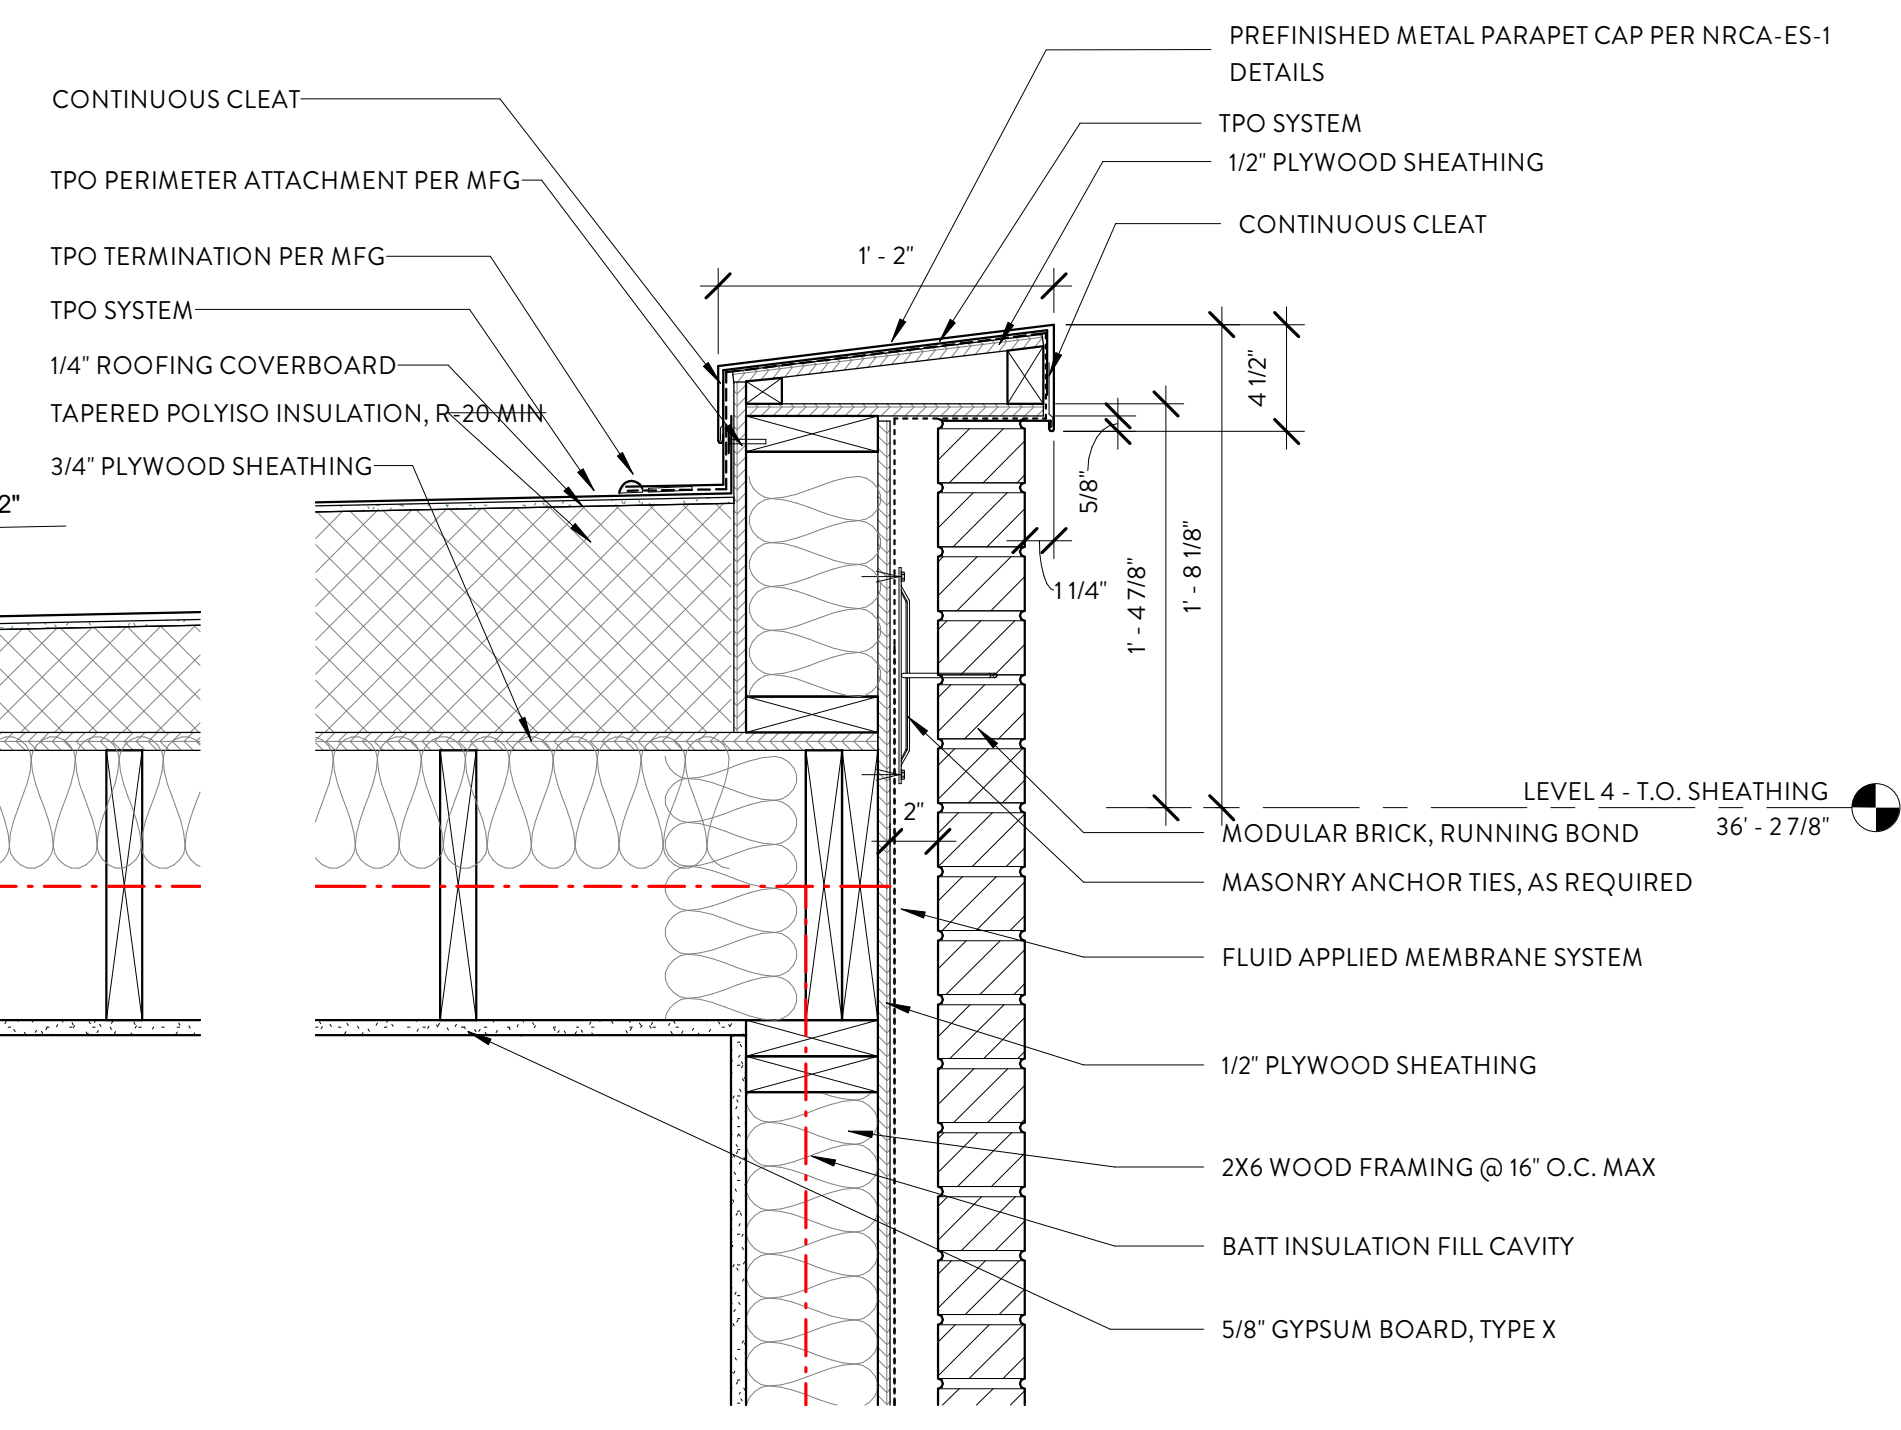 PREFINISHED METAL PARAPET CAP PER NRCA-ES-1
DETAILS
CONTINUOUS CLEAT
TPO SYSTEM
1/2" PLYWOOD SHEATHING
TPO PERIMETER ATTACHMENT PER MFG
CONTINUOUS CLEAT
TPO TERMINATION PER MFG
1' - 2"
TPO SYSTEM
1/4" ROOFING COVERBOARD
4 1/2"
TAPERED POLYISO INSULATION, R-20 MIN
3/4" PLYWOOD SHEATHING
5/8"
2"
1 1/4"
1' - 4 7/8"
1' - 8 1/8"
LEVEL 4 - T.O. SHEATHING
36' - 2 7/8"
2"
MODULAR BRICK, RUNNING BOND
MASONRY ANCHOR TIES, AS REQUIRED
FLUID APPLIED MEMBRANE SYSTEM
1/2" PLYWOOD SHEATHING
2X6 WOOD FRAMING @ 16" O.C. MAX
BATT INSULATION FILL CAVITY
5/8" GYPSUM BOARD, TYPE X